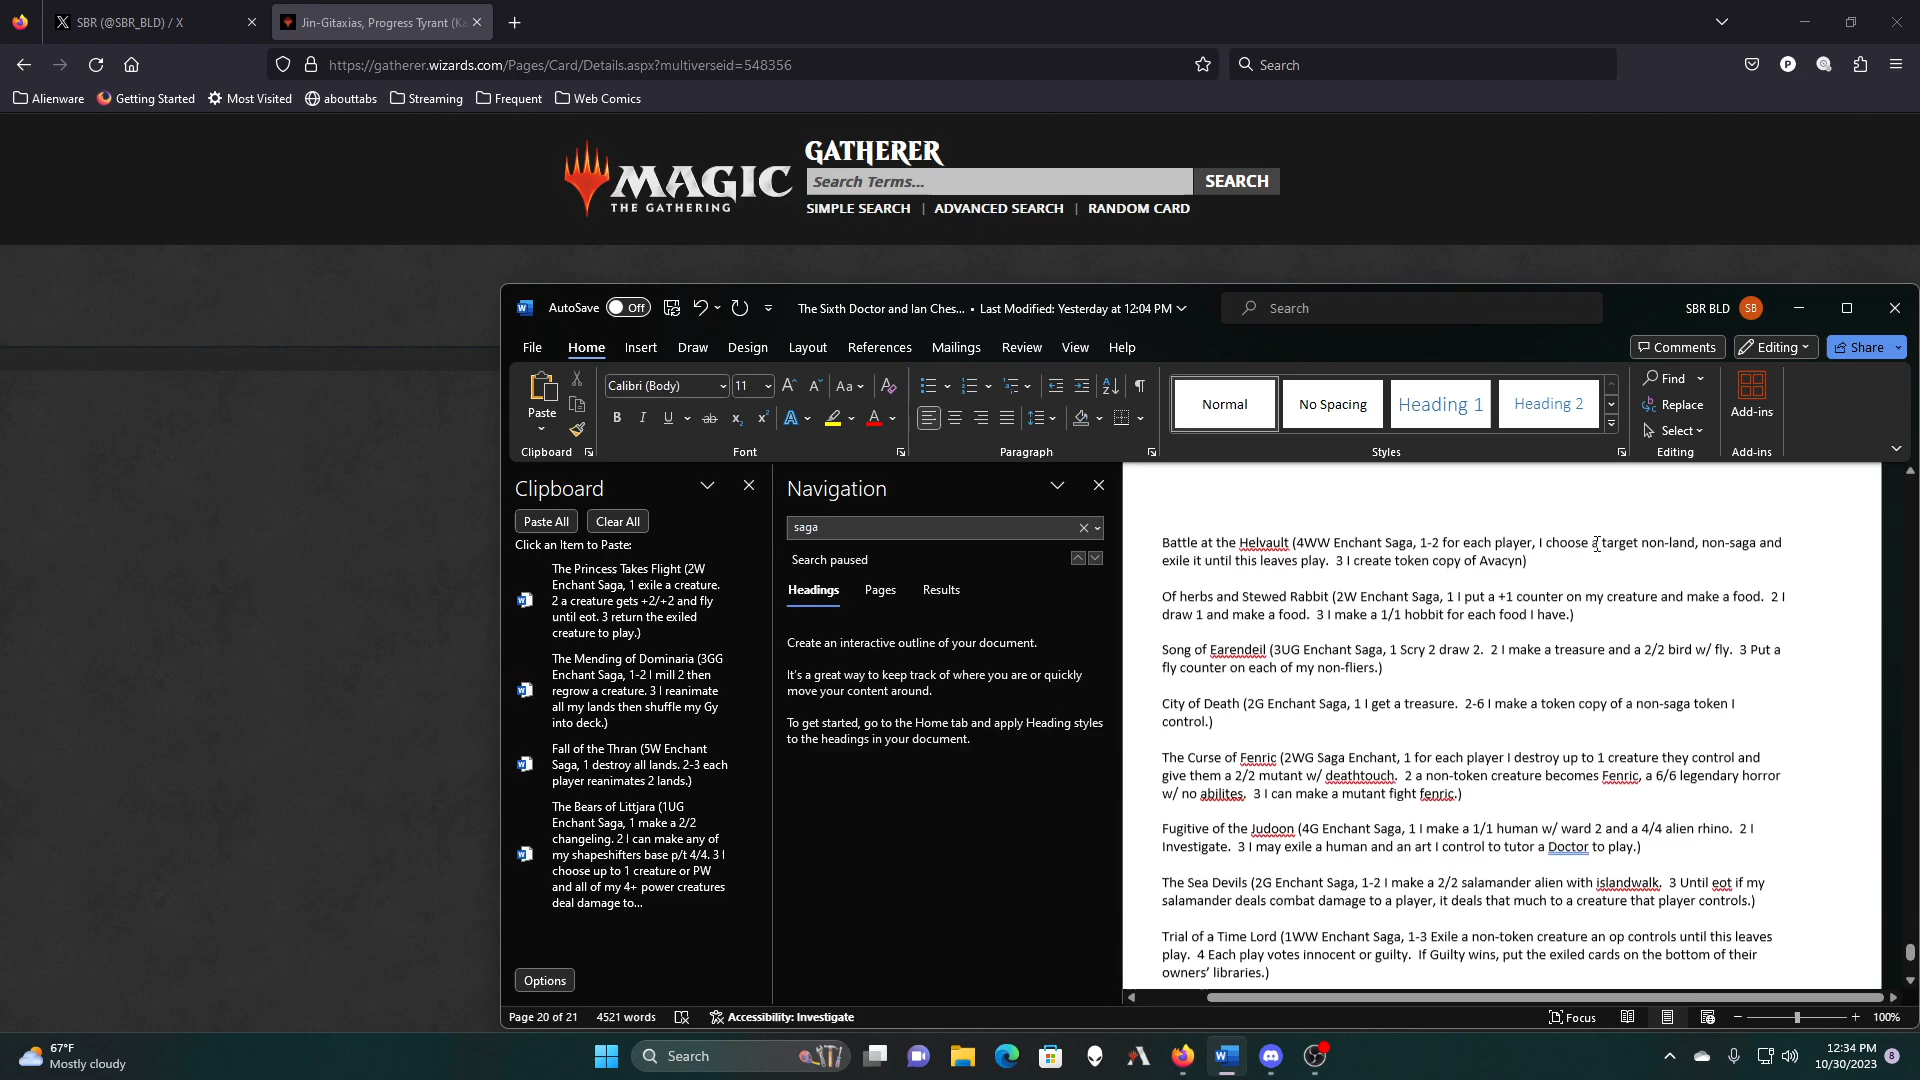 SBR (@SBR_BLD) / X
Jin-Gitaxias, Progress Tyrant (Ka
https://gatherer.wizards.com/Pages/Card/Details.aspx?multiverseid=548356
Search
Alienware
Getting Started
Most Visited
abouttabs
Streaming
Frequent
Web Comics
MAGIC
THE GATHERING
GATHERER
Search Terms...
SEARCH
SIMPLE SEARCH | ADVANCED SEARCH | RANDOM CARD
AutoSave Off
The Sixth Doctor and Ian Ches... • Last Modified: Yesterday at 12:04 PM
Search
SBR BLD SB
File Home Insert Draw Design Layout References Mailings Review View Help
Comments Editing Share
Paste
Calibri (Body) 11
Normal
No Spacing
Heading 1
Heading 2
Find
Replace
Select
Add-ins
Clipboard
Font
Paragraph
Styles
Editing
Add-ins
Clipboard
Paste All Clear All
Click an Item to Paste:
The Princess Takes Flight (2W
Enchant Saga, 1 exile a creature.
2 a creature gets +2/+2 and fly
until eot. 3 return the exiled
creature to play.)
The Mending of Dominaria (3GG
Enchant Saga, 1-2 I mill 2 then
regrow a creature. 3 I reanimate
all my lands then shuffle my Gy
into deck.)
Fall of the Thran (5W Enchant
Saga, 1 destroy all lands. 2-3 each
player reanimates 2 lands.)
The Bears of Littjara (1UG
Enchant Saga, 1 make a 2/2
changeling. 2 I can make any of
my shapeshifters base p/t 4/4. 3 I
choose up to 1 creature or PW
and all of my 4+ power creatures
deal damage to...
Options
Navigation
saga
Search paused
Headings Pages Results
Create an interactive outline of your document.
It's a great way to keep track of where you are or quickly
move your content around.
To get started, go to the Home tab and apply Heading styles
to the headings in your document.
Battle at the Helvault (4WW Enchant Saga, 1-2 for each player, I choose a target non-land, non-saga and
exile it until this leaves play. 3 I create token copy of Avacyn)
Of herbs and Stewed Rabbit (2W Enchant Saga, 1 I put a +1 counter on my creature and make a food. 2 I
draw 1 and make a food. 3 I make a 1/1 hobbit for each food I have.)
Song of Earendeil (3UG Enchant Saga, 1 Scry 2 draw 2. 2 I make a treasure and a 2/2 bird w/ fly. 3 Put a
fly counter on each of my non-fliers.)
City of Death (2G Enchant Saga, 1 I get a treasure. 2-6 I make a token copy of a non-saga token I
control.)
The Curse of Fenric (2WG Saga Enchant, 1 for each player I destroy up to 1 creature they control and
give them a 2/2 mutant w/ deathtouch. 2 a non-token creature becomes Fenric, a 6/6 legendary horror
w/ no abilites. 3 I can make a mutant fight fenric.)
Fugitive of the Judoon (4G Enchant Saga, 1 I make a 1/1 human w/ ward 2 and a 4/4 alien rhino. 2 I
Investigate. 3 I may exile a human and an art I control to tutor a Doctor to play.)
The Sea Devils (2G Enchant Saga, 1-2 I make a 2/2 salamander alien with islandwalk. 3 Until eot if my
salamander deals combat damage to a player, it deals that much to a creature that player controls.)
Trial of a Time Lord (1WW Enchant Saga, 1-3 Exile a non-token creature an op controls until this leaves
play. 4 Each play votes innocent or guilty. If Guilty wins, put the exiled cards on the bottom of their
owners' libraries.)
Page 20 of 21
4521 words
Accessibility: Investigate
Focus
100%
67°F
Mostly cloudy
Search
12:34 PM
10/30/2023
8